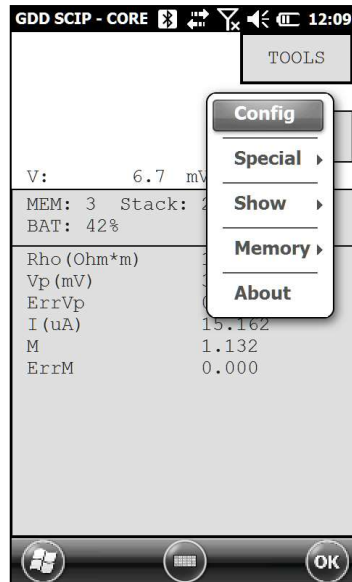 GDD SCIP - CORE 12:09
TOOLS
Config
Special
Show
Memory
About
V: 6.7
MEM: 3 Stack:
BAT: 42%
Rho(Ohm*m)
Vp(mV)
ErrVp
I(uA) 15.162
M 1.132
ErrM 0.000
OK